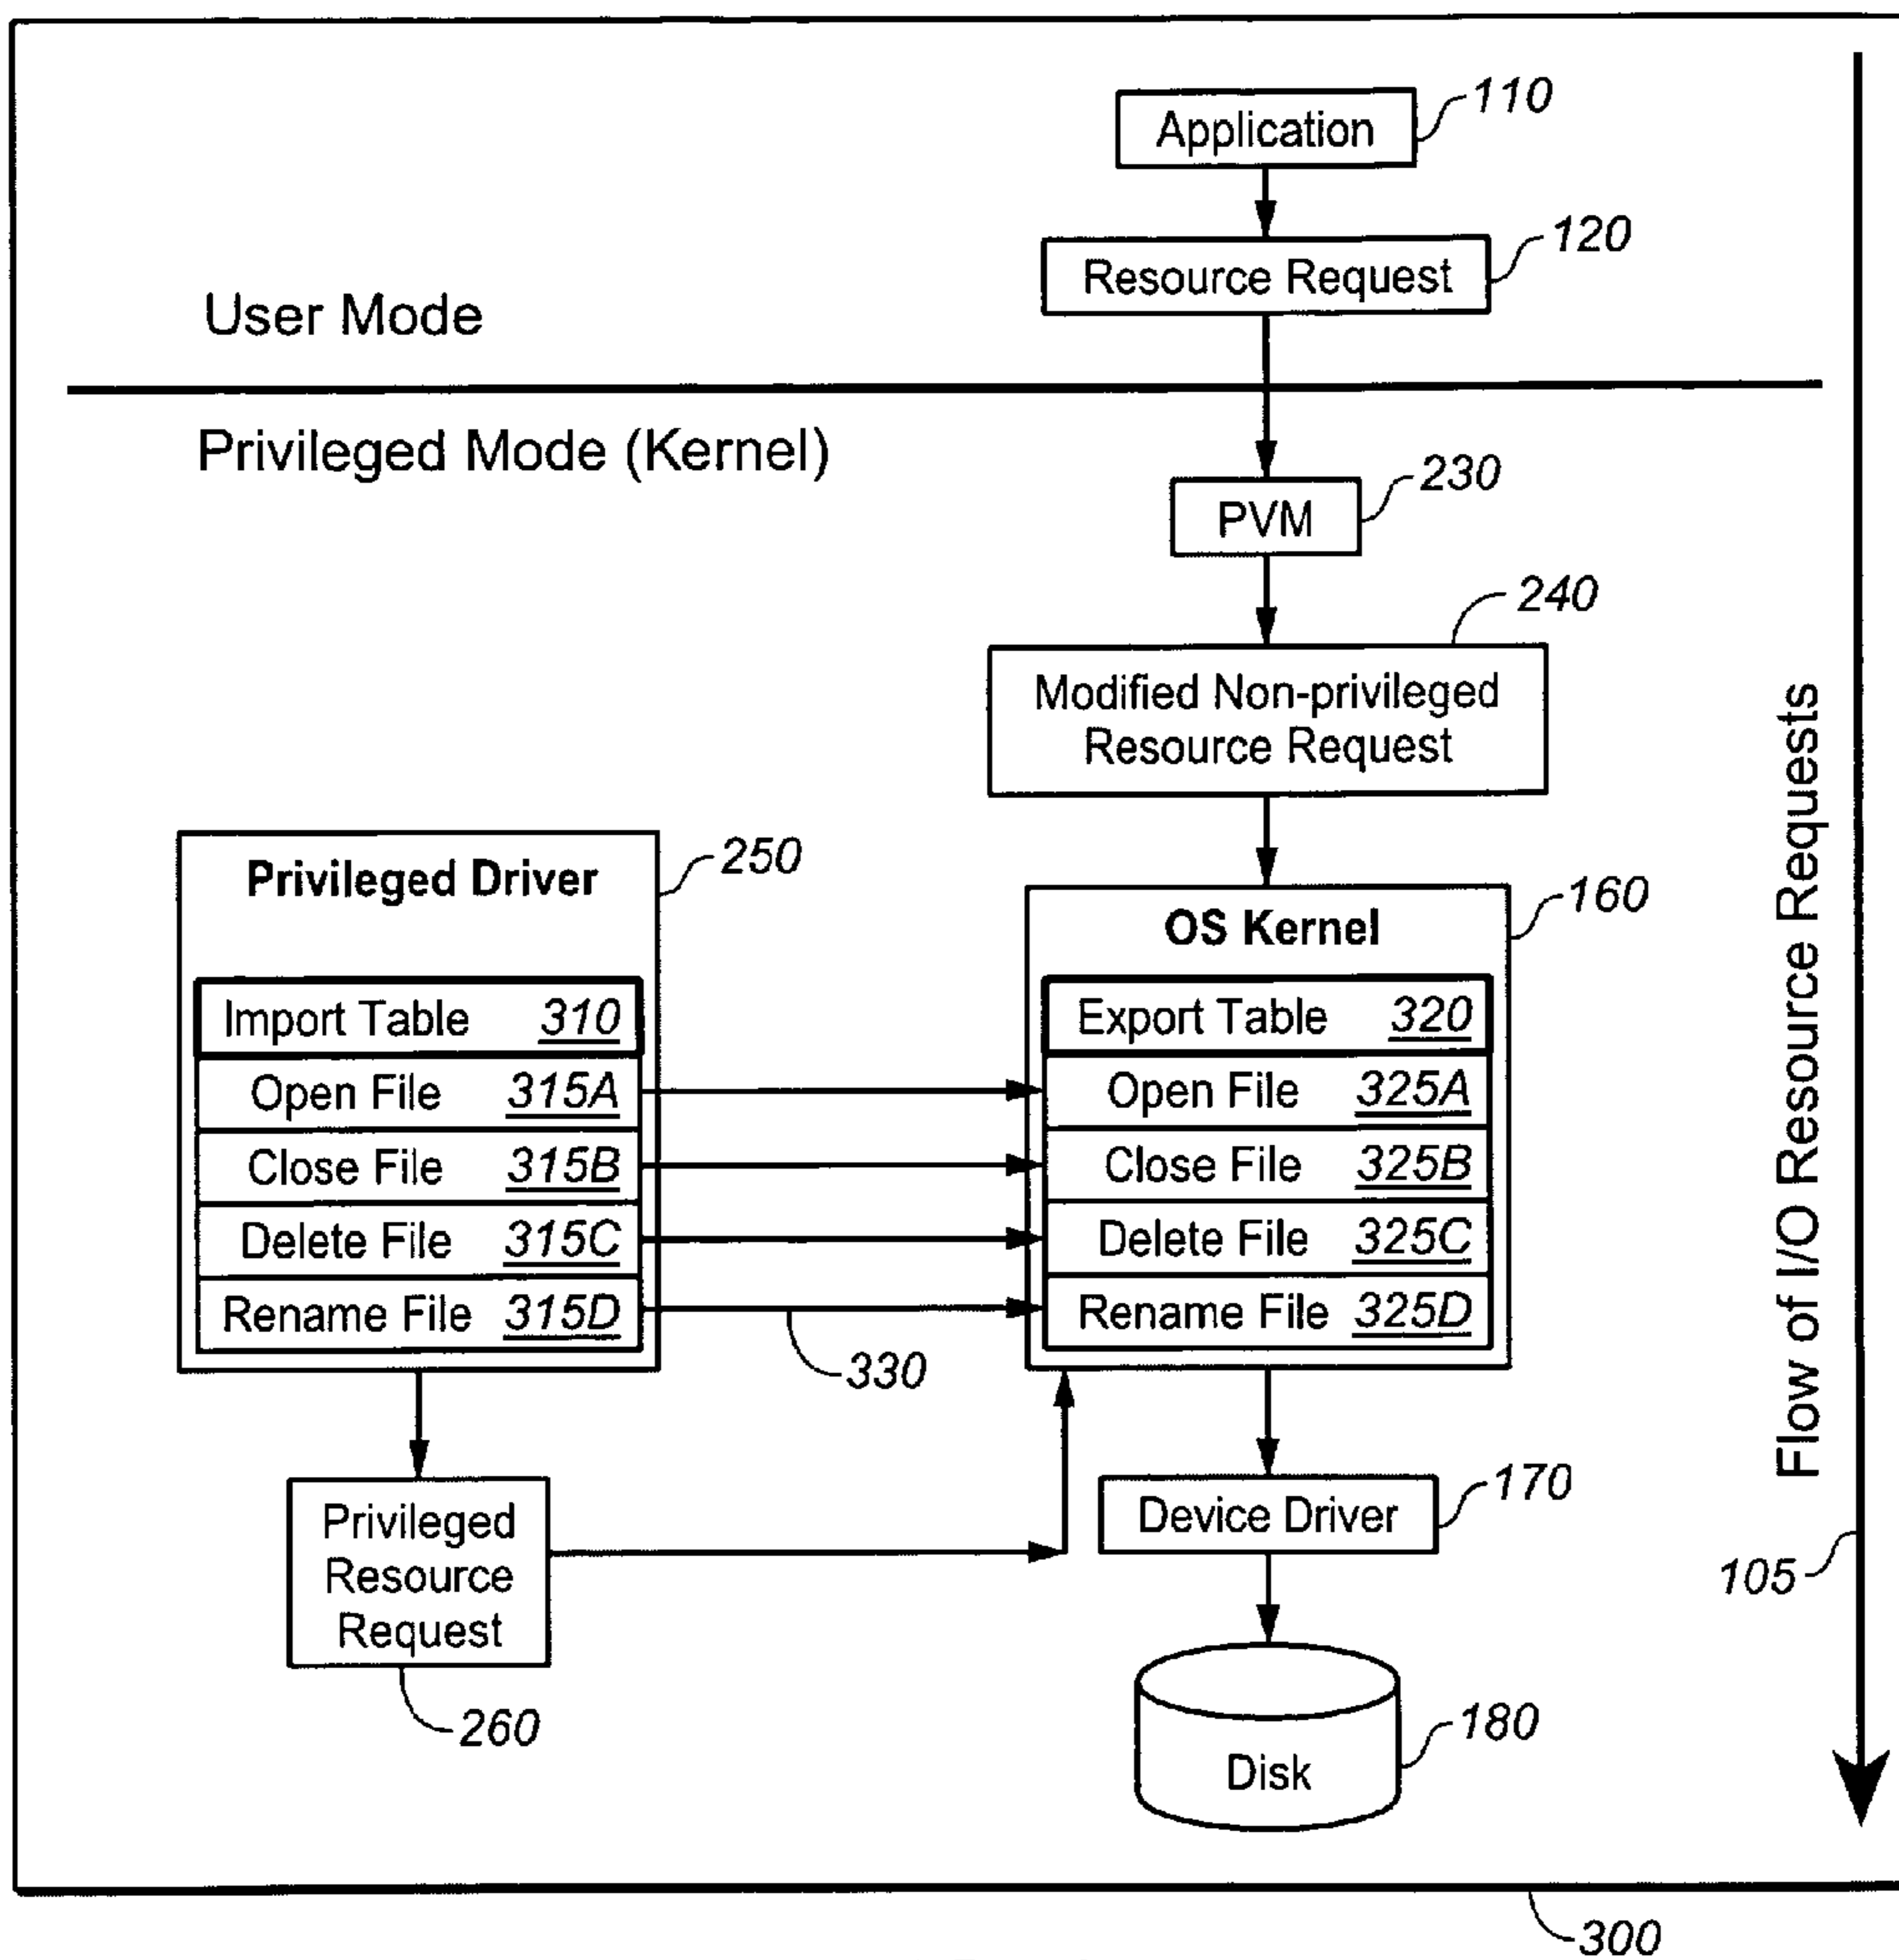 Application
110
Resource Request
120
User Mode
Privileged Mode (Kernel)
PVM
230
240
Modified Non-privileged
Resource Request
Privileged Driver
250
Import Table 310
Open File 315A
Close File 315B
Delete File 315C
Rename File 315D
330
OS Kernel
160
Export Table 320
Open File 325A
Close File 325B
Delete File 325C
Rename File 325D
Privileged
Resource
Request
260
Device Driver
170
Disk
180
Flow of I/O Resource Requests
105
300